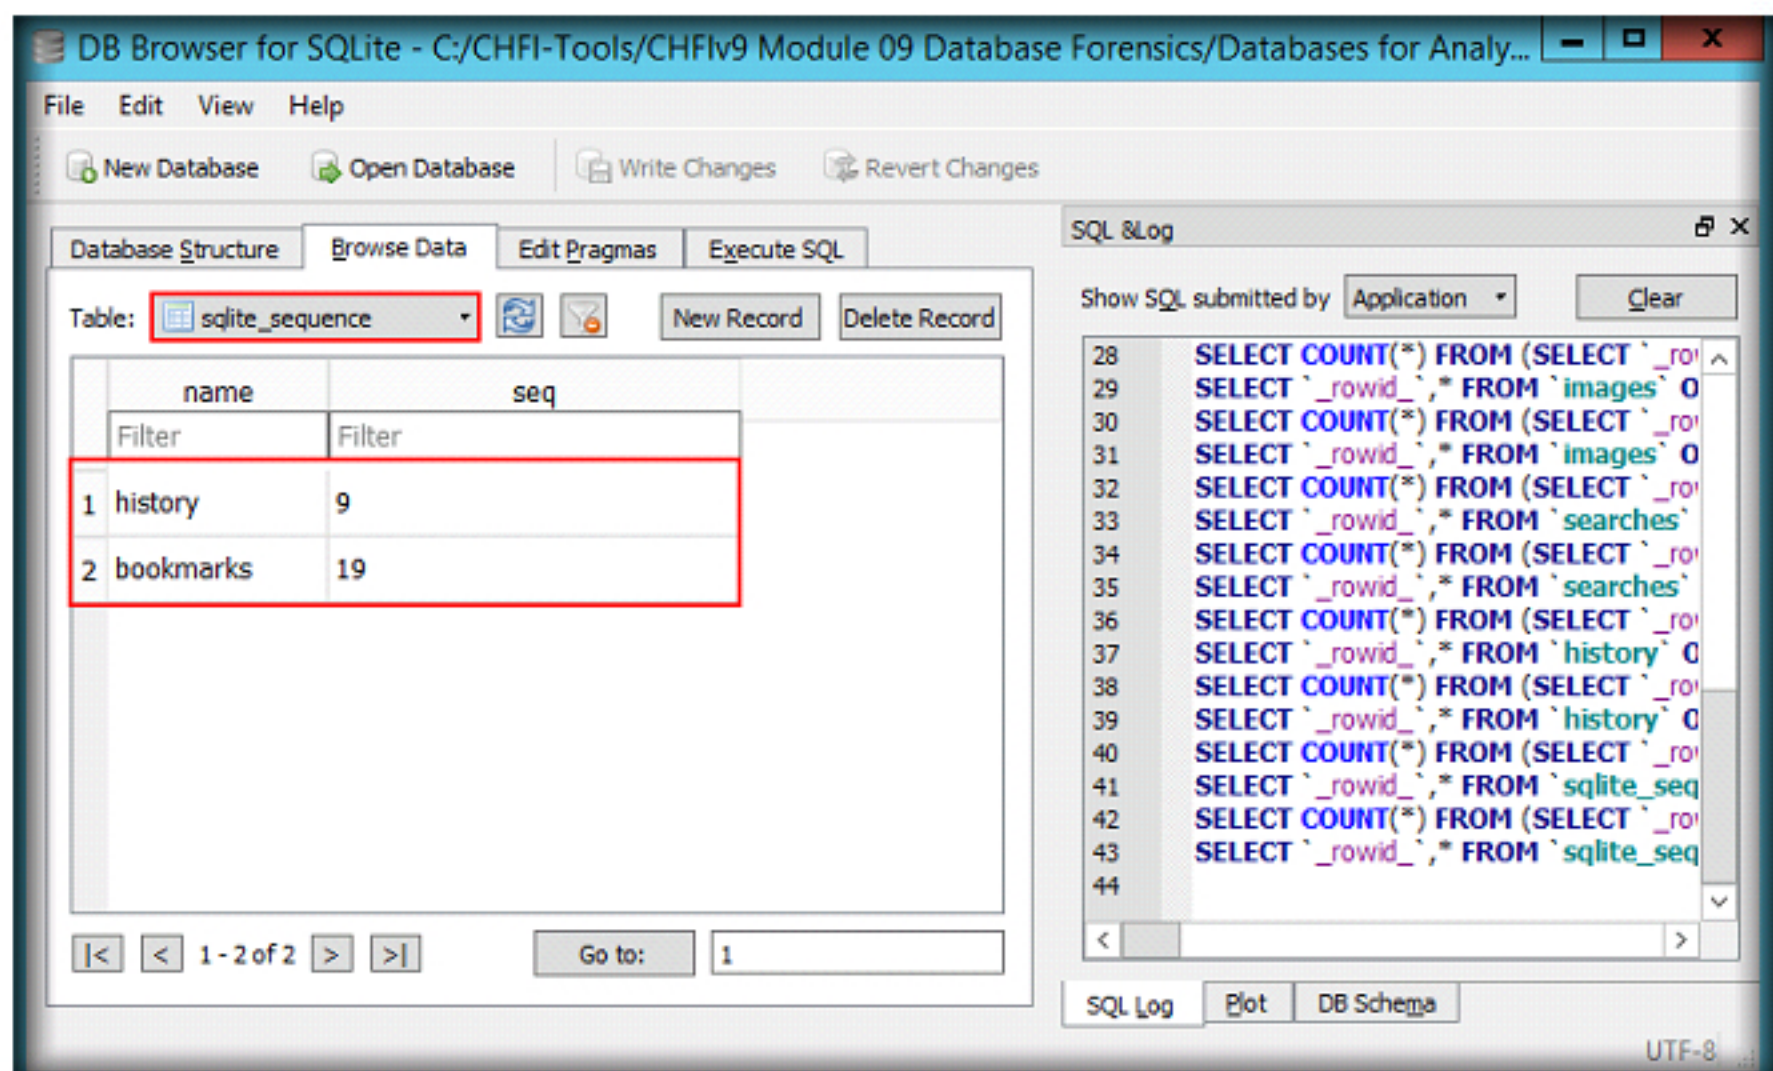 DB Browser for SQLite - C:/CHFI-Tools/CHFIv9 Module 09 Database Forensics/Databases for Analy...
File Edit View Help
New Database Open Database Write Changes Revert Changes
Database Structure Browse Data Edit Pragmas Execute SQL
Table: sqlite_sequence New Record Delete Record
name seq
Filter Filter
1 history 9
2 bookmarks 19
|< < 1 - 2 of 2 > >| Go to: 1
SQL &Log
Show SQL submitted by Application Clear
28 SELECT COUNT(*) FROM (SELECT `_ro
29 SELECT `_rowid_`,* FROM `images` O
30 SELECT COUNT(*) FROM (SELECT `_ro
31 SELECT `_rowid_`,* FROM `images` O
32 SELECT COUNT(*) FROM (SELECT `_ro
33 SELECT `_rowid_`,* FROM `searches`
34 SELECT COUNT(*) FROM (SELECT `_ro
35 SELECT `_rowid_`,* FROM `searches`
36 SELECT COUNT(*) FROM (SELECT `_ro
37 SELECT `_rowid_`,* FROM `history` O
38 SELECT COUNT(*) FROM (SELECT `_ro
39 SELECT `_rowid_`,* FROM `history` O
40 SELECT COUNT(*) FROM (SELECT `_ro
41 SELECT `_rowid_`,* FROM `sqlite_seq
42 SELECT COUNT(*) FROM (SELECT `_ro
43 SELECT `_rowid_`,* FROM `sqlite_seq
44
SQL Log Plot DB Schema
UTF-8